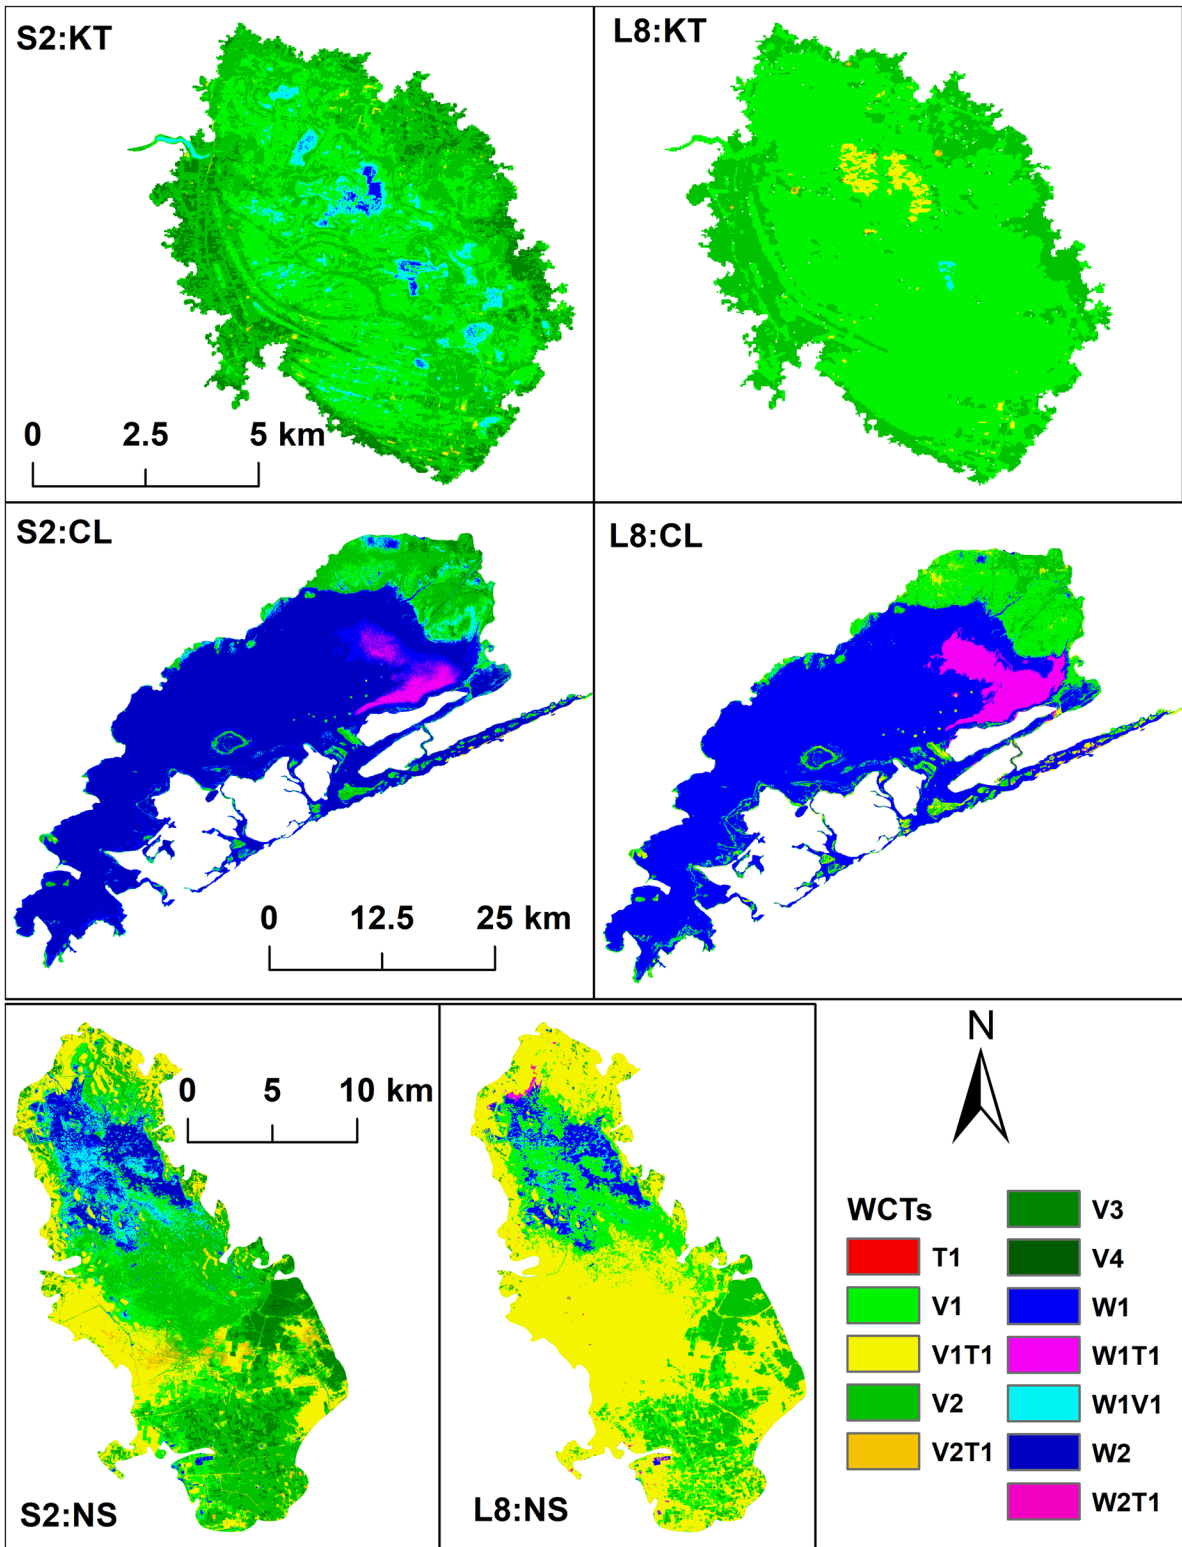 S2:KT
L8:KT
0 2.5 5 km
S2:CL
L8:CL
0 12.5 25 km
0 5 10 km
S2:NS
L8:NS
N
WCTs
T1
V1
V1T1
V2
V2T1
V3
V4
W1
W1T1
W1V1
W2
W2T1